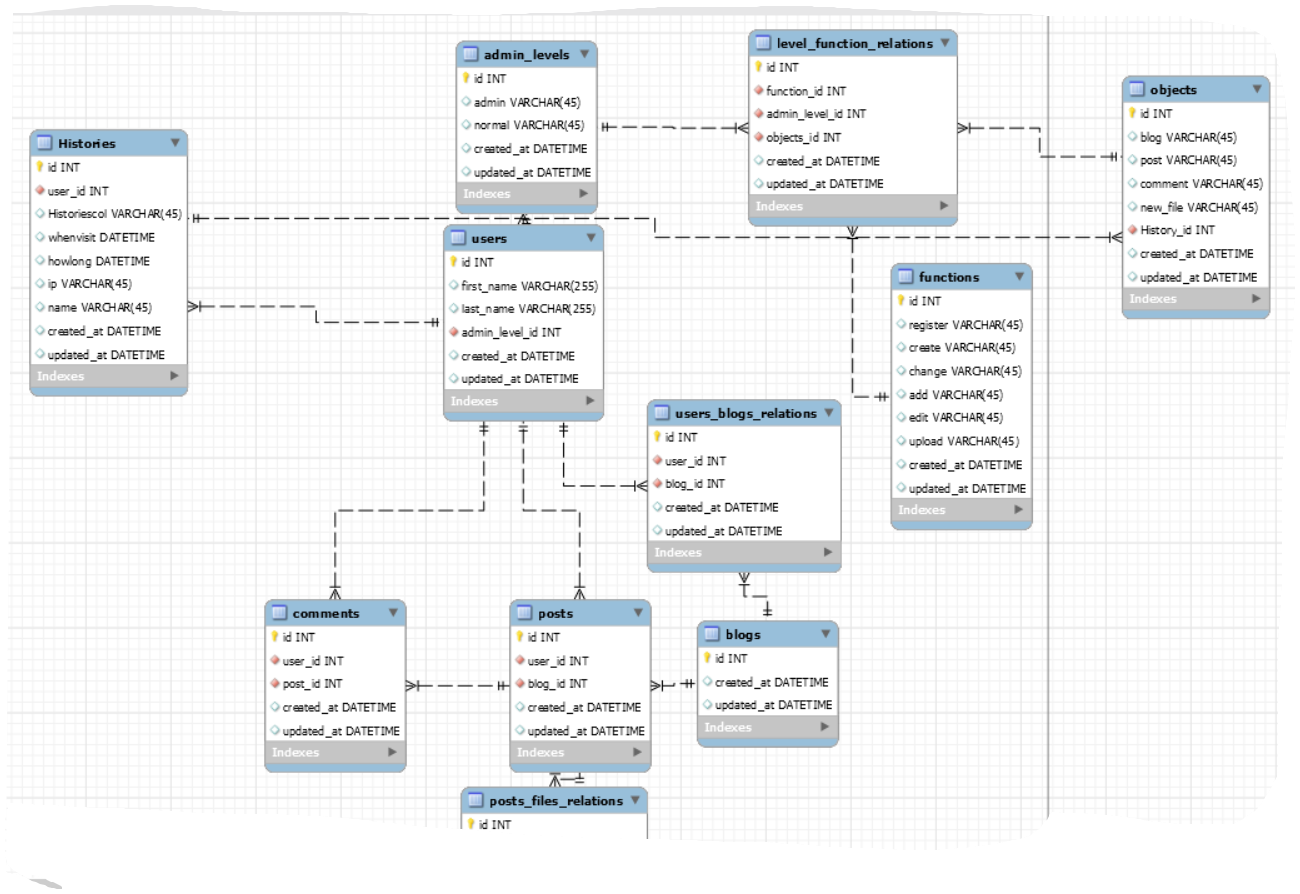 admin_levels
id INT
admin VARCHAR(45)
normal VARCHAR(45)
created_at DATETIME
updated_at DATETIME
Indexes
level_function_relations
id INT
function_id INT
admin_level_id INT
objects_id INT
created_at DATETIME
updated_at DATETIME
Indexes
objects
id INT
blog VARCHAR(45)
post VARCHAR(45)
comment VARCHAR(45)
new_file VARCHAR(45)
History_id INT
created_at DATETIME
updated_at DATETIME
Indexes
Histories
id INT
user_id INT
Historiescol VARCHAR(45)
whenvisit DATETIME
howlong DATETIME
ip VARCHAR(45)
name VARCHAR(45)
created_at DATETIME
updated_at DATETIME
Indexes
users
id INT
first_name VARCHAR(255)
last_name VARCHAR(255)
admin_level_id INT
created_at DATETIME
updated_at DATETIME
Indexes
functions
id INT
register VARCHAR(45)
create VARCHAR(45)
change VARCHAR(45)
add VARCHAR(45)
edit VARCHAR(45)
upload VARCHAR(45)
created_at DATETIME
updated_at DATETIME
Indexes
users_blogs_relations
id INT
user_id INT
blog_id INT
created_at DATETIME
updated_at DATETIME
Indexes
comments
id INT
user_id INT
post_id INT
created_at DATETIME
updated_at DATETIME
Indexes
posts
id INT
user_id INT
blog_id INT
created_at DATETIME
updated_at DATETIME
Indexes
blogs
id INT
created_at DATETIME
updated_at DATETIME
Indexes
posts_files_relations
id INT